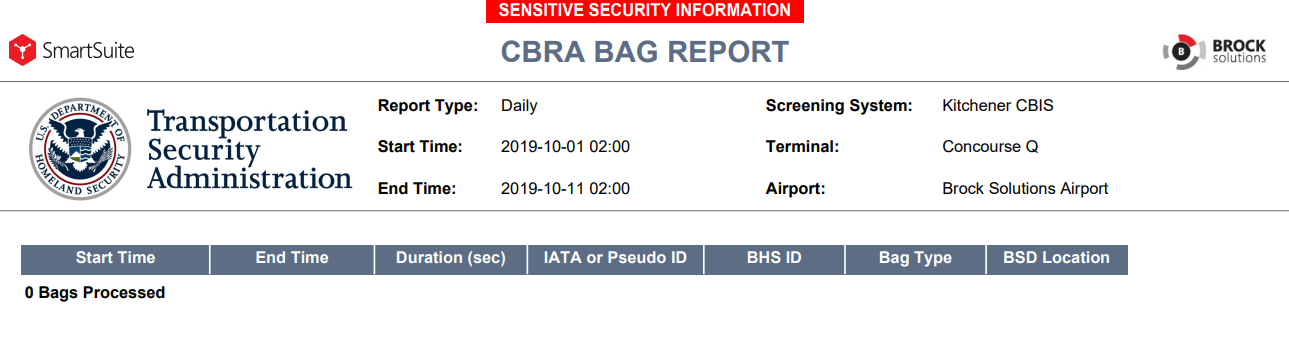 SENSITIVE SECURITY INFORMATION
SmartSuite
CBRA BAG REPORT
BROCK
solutions
U.S. DEPARTMENT OF
HOMELAND SECURITY
Transportation
Security
Administration
Report Type: Daily
Screening System: Kitchener CBIS
Start Time: 2019-10-01 02:00
Terminal: Concourse Q
End Time: 2019-10-11 02:00
Airport: Brock Solutions Airport
Start Time End Time Duration (sec) IATA or Pseudo ID BHS ID Bag Type BSD Location
0 Bags Processed